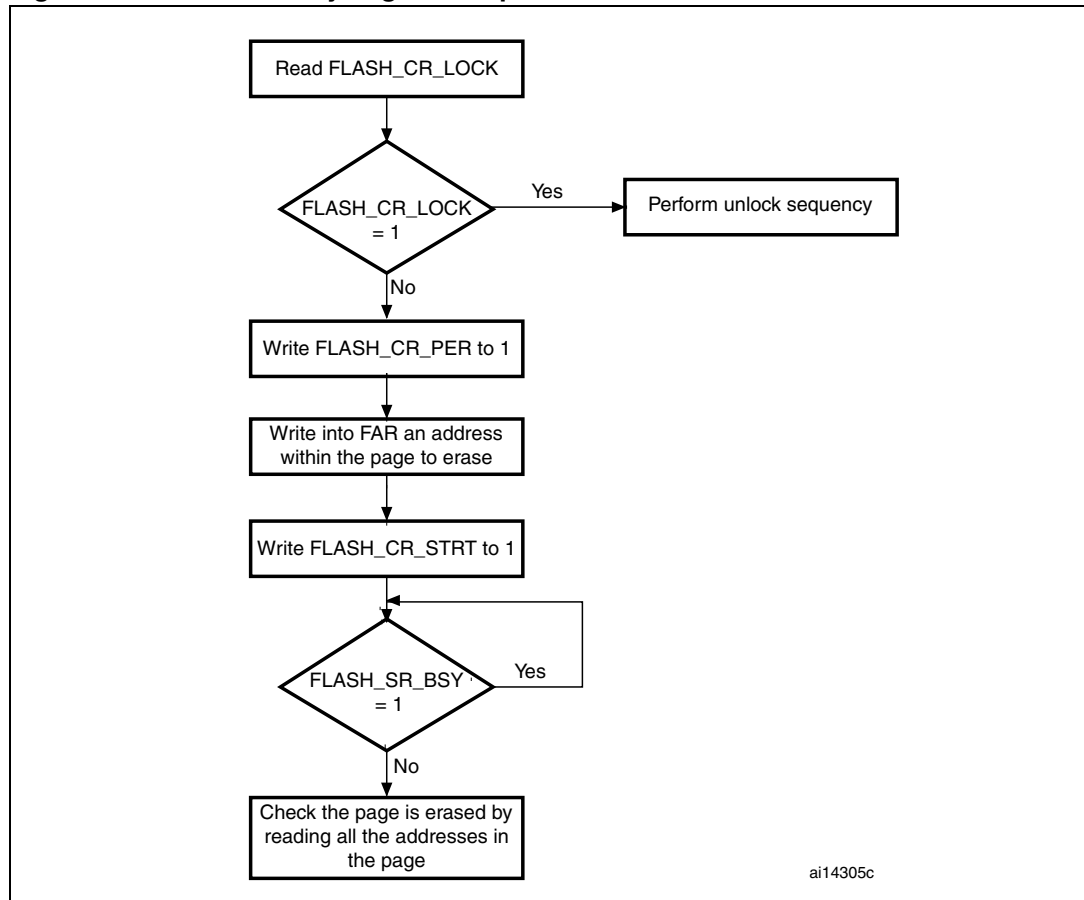 Read FLASH_CR_LOCK
FLASH_CR_LOCK
= 1
Yes
Perform unlock sequency
No
Write FLASH_CR_PER to 1
Write into FAR an address
within the page to erase
Write FLASH_CR_STRT to 1
FLASH_SR_BSY
= 1
Yes
No
Check the page is erased by
reading all the addresses in
the page
ai14305c